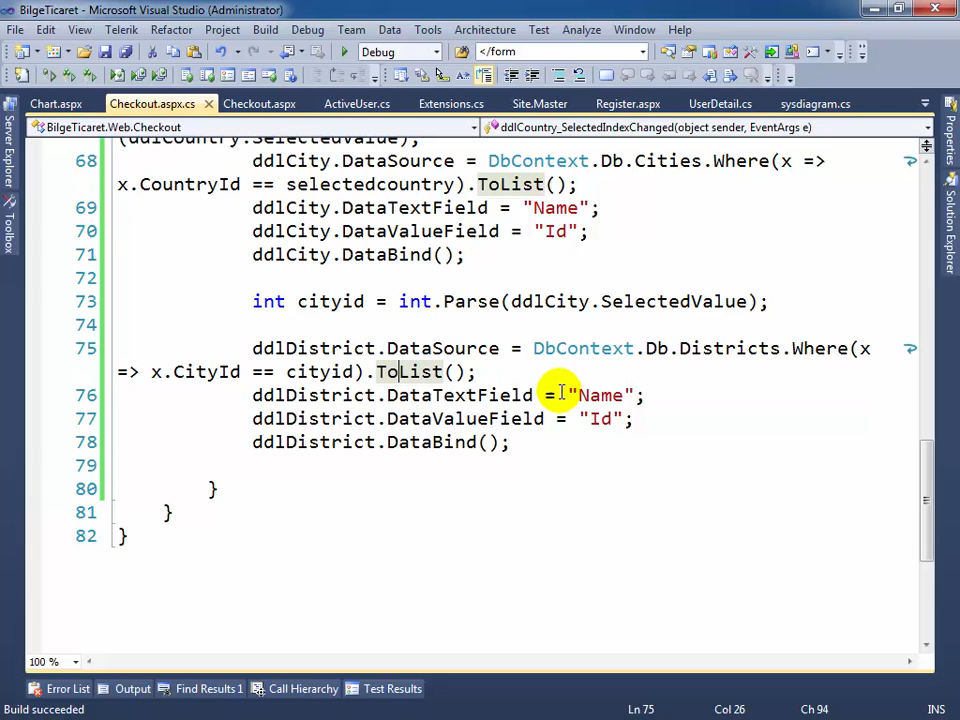 BilgeTicaret - Microsoft Visual Studio (Administrator)
File Edit View Telerik Refactor Project Build Debug Team Data Tools Architecture Test Analyze Window Help
Debug </form
Chart.aspx Checkout.aspx.cs Checkout.aspx ActiveUser.cs Extensions.cs Site.Master Register.aspx UserDetail.cs sysdiagram.cs
BilgeTicaret.Web.Checkout ddlCountry_SelectedIndexChanged(object sender, EventArgs e)
Server Explorer
Toolbox
Properties
Solution Explorer
(ddlCountry.SelectedValue);
68 ddlCity.DataSource = DbContext.Db.Cities.Where(x =>
x.CountryId == selectedcountry).ToList();
69 ddlCity.DataTextField = "Name";
70 ddlCity.DataValueField = "Id";
71 ddlCity.DataBind();
72
73 int cityid = int.Parse(ddlCity.SelectedValue);
74
75 ddlDistrict.DataSource = DbContext.Db.Districts.Where(x
=> x.CityId == cityid).ToList();
76 ddlDistrict.DataTextField = "Name";
77 ddlDistrict.DataValueField = "Id";
78 ddlDistrict.DataBind();
79
80 }
81 }
82 }
100 %
Error List Output Find Results 1 Call Hierarchy Test Results
Build succeeded Ln 75 Col 26 Ch 94 INS